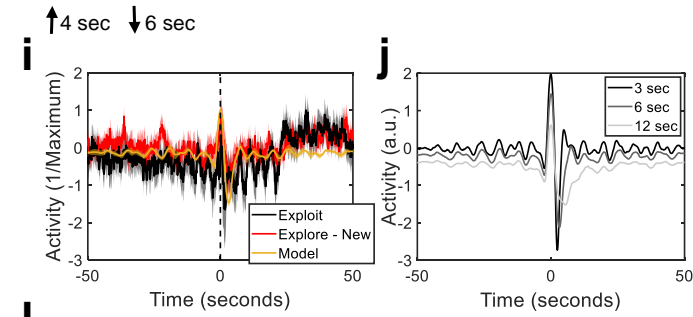 ↑4 sec ↓ 6 sec
i
j
Activity (1/Maximum)
2
1
0
-1
-2
-3
-50
0
50
Time (seconds)
Exploit
Explore - New
Model
Activity (a.u.)
2
1
0
-1
-2
-3
-50
0
50
Time (seconds)
3 sec
6 sec
12 sec